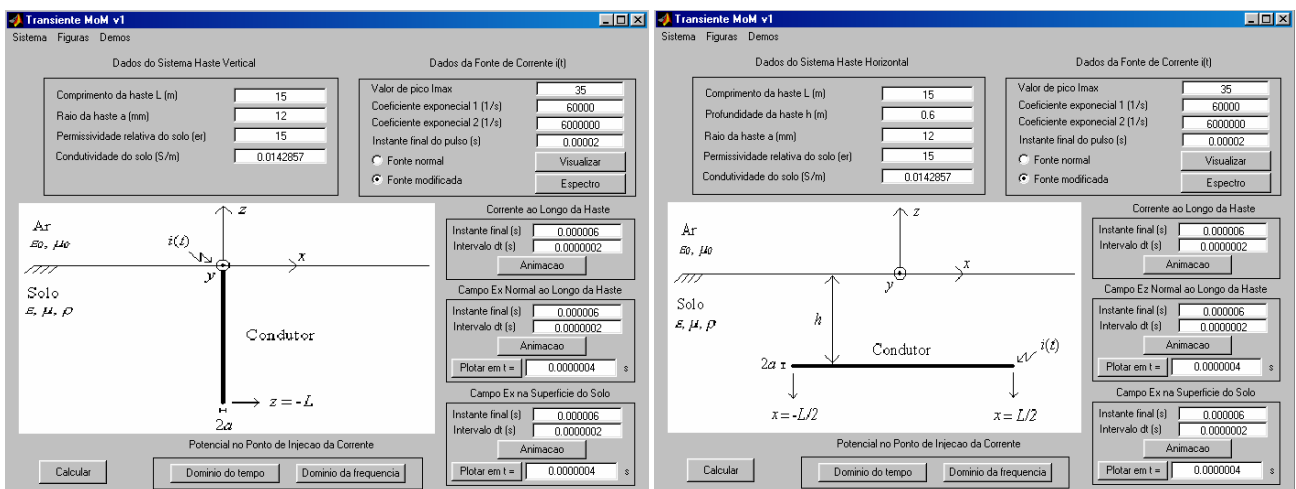 Transiente MoM v1
Sistema Figuras Demos
Dados do Sistema Haste Vertical
Comprimento da haste L (m) 15
Raio da haste a (mm) 12
Permissividade relativa do solo (er) 15
Condutividade do solo (S/m) 0.0142857
Dados da Fonte de Corrente i(t)
Valor de pico Imax 35
Coeficiente exponecial 1 (1/s) 60000
Coeficiente exponecial 2 (1/s) 6000000
Instante final do pulso (s) 0.00002
Fonte normal Visualizar
Fonte modificada Espectro
z
Ar
ε0, μ0
i(t)
x
y
Solo
ε, μ, ρ
Condutor
z = -L
2a
Corrente ao Longo da Haste
Instante final (s) 0.000006
Intervalo dt (s) 0.0000002
Animacao
Campo Ex Normal ao Longo da Haste
Instante final (s) 0.000006
Intervalo dt (s) 0.0000002
Animacao
Plotar em t = 0.0000004 s
Campo Ex na Superficie do Solo
Instante final (s) 0.000006
Intervalo dt (s) 0.0000002
Animacao
Plotar em t = 0.0000004 s
Potencial no Ponto de Injecao da Corrente
Calcular Dominio do tempo Dominio da frequencia
Transiente MoM v1
Sistema Figuras Demos
Dados do Sistema Haste Horizontal
Comprimento da haste L (m) 15
Profundidade da haste h (m) 0.6
Raio da haste a (mm) 12
Permissividade relativa do solo (er) 15
Condutividade do solo (S/m) 0.0142857
Dados da Fonte de Corrente i(t)
Valor de pico Imax 35
Coeficiente exponecial 1 (1/s) 60000
Coeficiente exponecial 2 (1/s) 6000000
Instante final do pulso (s) 0.00002
Fonte normal Visualizar
Fonte modificada Espectro
z
Ar
ε0, μ0
x
y
Solo
ε, μ, ρ
h
Condutor
i(t)
2a
x = -L/2 x = L/2
Corrente ao Longo da Haste
Instante final (s) 0.000006
Intervalo dt (s) 0.0000002
Animacao
Campo Ez Normal ao Longo da Haste
Instante final (s) 0.000006
Intervalo dt (s) 0.0000002
Animacao
Plotar em t = 0.0000004 s
Campo Ex na Superficie do Solo
Instante final (s) 0.000006
Intervalo dt (s) 0.0000002
Animacao
Plotar em t = 0.0000004 s
Potencial no Ponto de Injecao da Corrente
Calcular Dominio do tempo Dominio da frequencia